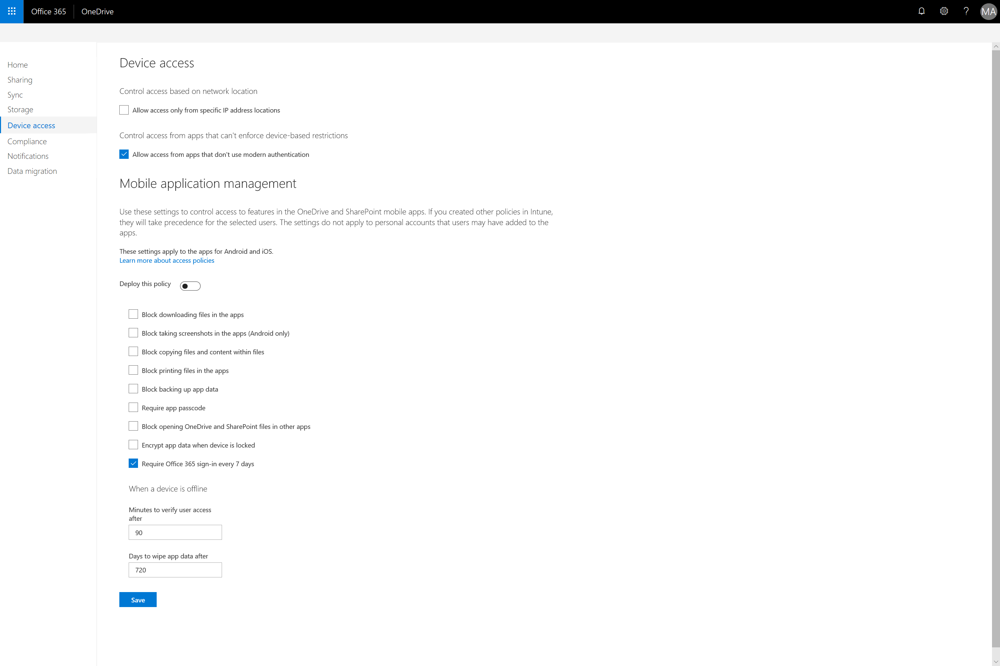 Office 365
OneDrive
?
MA
Home
Sharing
Sync
Storage
Device access
Compliance
Notifications
Data migration
Device access
Control access based on network location
Allow access only from specific IP address locations
Control access from apps that can't enforce device-based restrictions
Allow access from apps that don't use modern authentication
Mobile application management
Use these settings to control access to features in the OneDrive and SharePoint mobile apps. If you created other policies in Intune,
they will take precedence for the selected users. The settings do not apply to personal accounts that users may have added to the
apps.
These settings apply to the apps for Android and iOS.
Learn more about access policies
Deploy this policy
Block downloading files in the apps
Block taking screenshots in the apps (Android only)
Block copying files and content within files
Block printing files in the apps
Block backing up app data
Require app passcode
Block opening OneDrive and SharePoint files in other apps
Encrypt app data when device is locked
Require Office 365 sign-in every 7 days
When a device is offline
Minutes to verify user access
after
90
Days to wipe app data after
720
Save